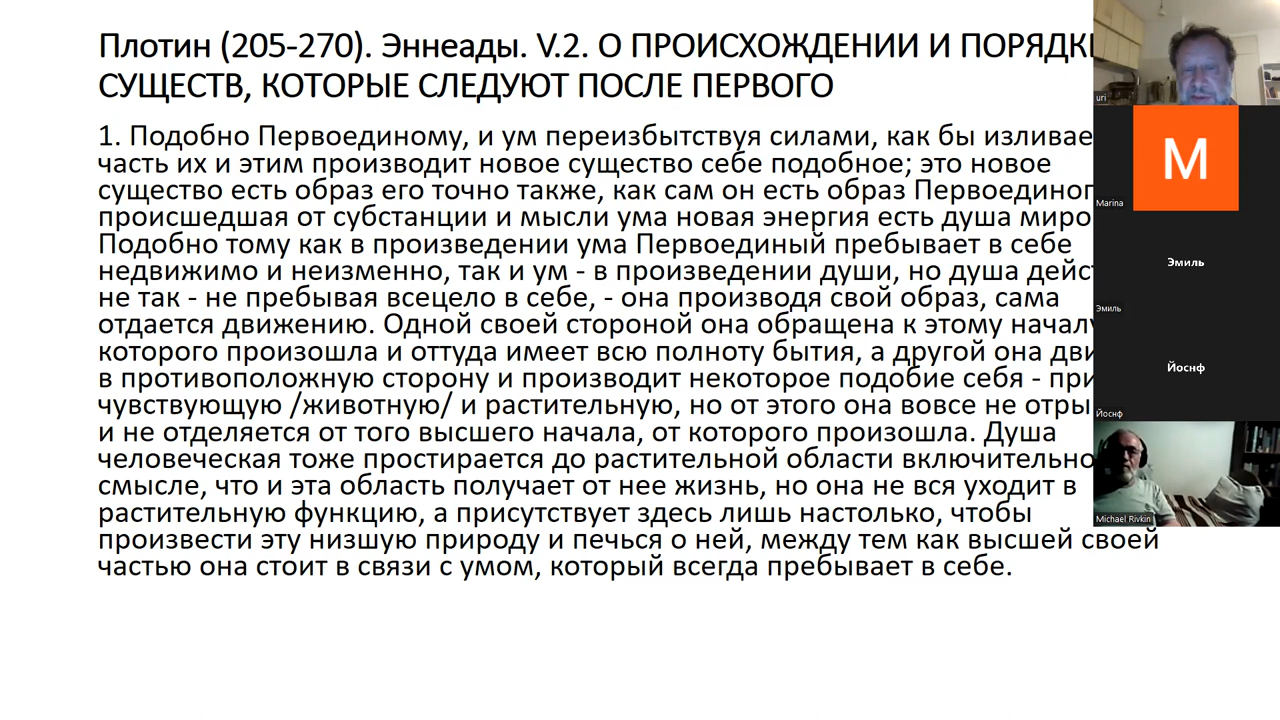 Плотин (205-270). Эннеады. V.2. О ПРОИСХОЖДЕНИИ И ПОРЯДК
СУЩЕСТВ, КОТОРЫЕ СЛЕДУЮТ ПОСЛЕ ПЕРВОГО
1. Подобно Первоединому, и ум переизбытствуя силами, как бы изливае
часть их и этим производит новое существо себе подобное; это новое
существо есть образ его точно также, как сам он есть образ Первоединог
происшедшая от субстанции и мысли ума новая энергия есть душа миро
Подобно тому как в произведении ума Первоединый пребывает в себе
недвижимо и неизменно, так и ум - в произведении души, но душа дейст
не так - не пребывая всецело в себе, - она производя свой образ, сама
отдается движению. Одной своей стороной она обращена к этому началу
которого произошла и оттуда имеет всю полноту бытия, а другой она дви
в противоположную сторону и производит некоторое подобие себя - при
чувствующую /животную/ и растительную, но от этого она вовсе не отры
и не отделяется от того высшего начала, от которого произошла. Душа
человеческая тоже простирается до растительной области включительно
смысле, что и эта область получает от нее жизнь, но она не вся уходит в
растительную функцию, а присутствует здесь лишь настолько, чтобы
произвести эту низшую природу и печься о ней, между тем как высшей своей
частью она стоит в связи с умом, который всегда пребывает в себе.
uri
M
Marina
Эмиль
Эмиль
Йоснф
Йоснф
Michael Rivkin